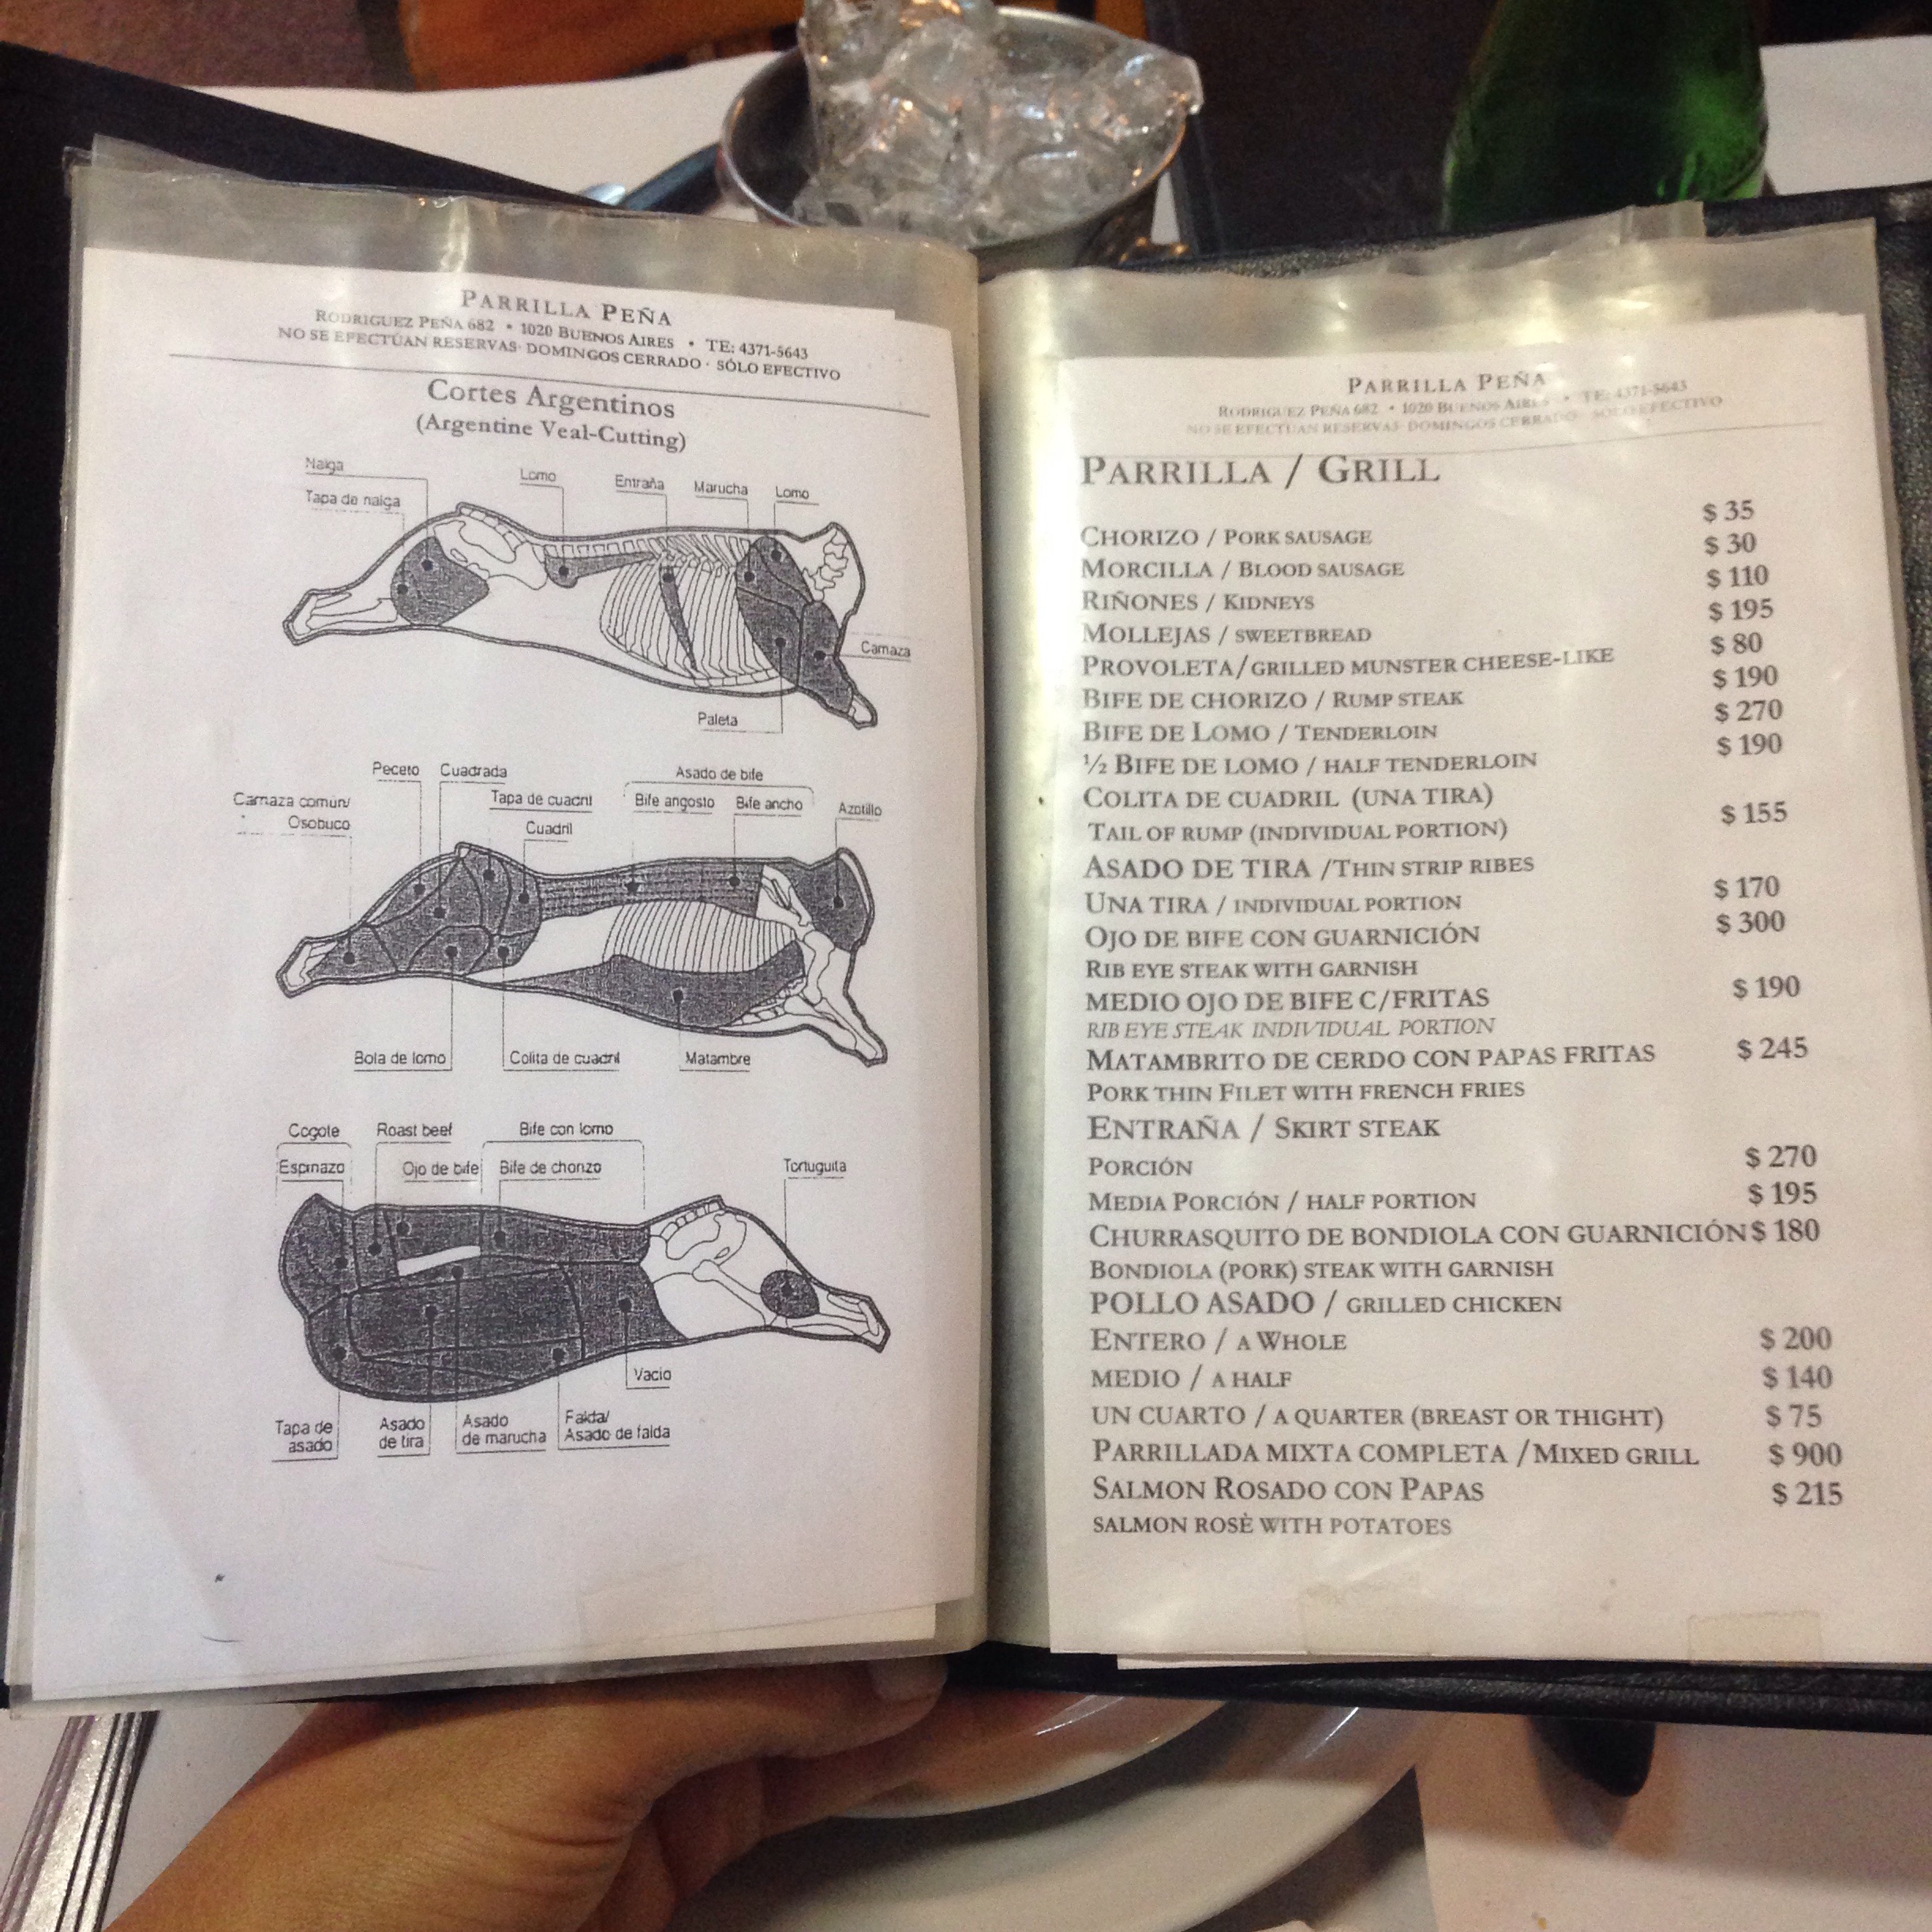 PARRILLA PEÑA
RODRIGUEZ PEÑA 682 • 1020 BUENOS AIRES • TE: 4371-5643
NO SE EFECTÚAN RESERVAS· DOMINGOS CERRADO · SÓLO EFECTIVO
Cortes Argentinos
(Argentine Veal-Cutting)
Nalga
Tapa de nalga
Lomo
Entraña
Marucha
Lomo
Carnaza
Paleta
Peceto
Cuadrada
Asado de bife
Carnaza común/
Osobuco
Tapa de cuadril
Cuadril
Bife angosto
Bife ancho
Azotillo
Bola de lomo
Colita de cuadril
Matambre
Cogote
Roast beef
Bife con lomo
Espinazo
Ojo de bife
Bife de chorizo
Tortuguita
Vacio
Tapa de
asado
Asado
de tira
Asado
de marucha
Falda/
Asado de falda
PARRILLA PEÑA
RODRIGUEZ PEÑA 682 • 1020 BUENOS AIRES • TE: 4371-5643
NO SE EFECTÚAN RESERVAS· DOMINGOS CERRADO · SÓLO EFECTIVO
PARRILLA / GRILL
CHORIZO / PORK SAUSAGE $ 35
MORCILLA / BLOOD SAUSAGE $ 30
RIÑONES / KIDNEYS $ 110
MOLLEJAS / SWEETBREAD $ 195
PROVOLETA/GRILLED MUNSTER CHEESE-LIKE $ 80
BIFE DE CHORIZO / RUMP STEAK $ 190
BIFE DE LOMO / TENDERLOIN $ 270
½ BIFE DE LOMO / HALF TENDERLOIN $ 190
COLITA DE CUADRIL (UNA TIRA)
TAIL OF RUMP (INDIVIDUAL PORTION) $ 155
ASADO DE TIRA /THIN STRIP RIBES
UNA TIRA / INDIVIDUAL PORTION $ 170
OJO DE BIFE CON GUARNICIÓN $ 300
RIB EYE STEAK WITH GARNISH
MEDIO OJO DE BIFE C/FRITAS $ 190
RIB EYE STEAK INDIVIDUAL PORTION
MATAMBRITO DE CERDO CON PAPAS FRITAS $ 245
PORK THIN FILET WITH FRENCH FRIES
ENTRAÑA / SKIRT STEAK
PORCIÓN $ 270
MEDIA PORCIÓN / HALF PORTION $ 195
CHURRASQUITO DE BONDIOLA CON GUARNICIÓN $ 180
BONDIOLA (PORK) STEAK WITH GARNISH
POLLO ASADO / GRILLED CHICKEN
ENTERO / A WHOLE $ 200
MEDIO / A HALF $ 140
UN CUARTO / A QUARTER (BREAST OR THIGHT) $ 75
PARRILLADA MIXTA COMPLETA /MIXED GRILL $ 900
SALMON ROSADO CON PAPAS $ 215
SALMON ROSÈ WITH POTATOES